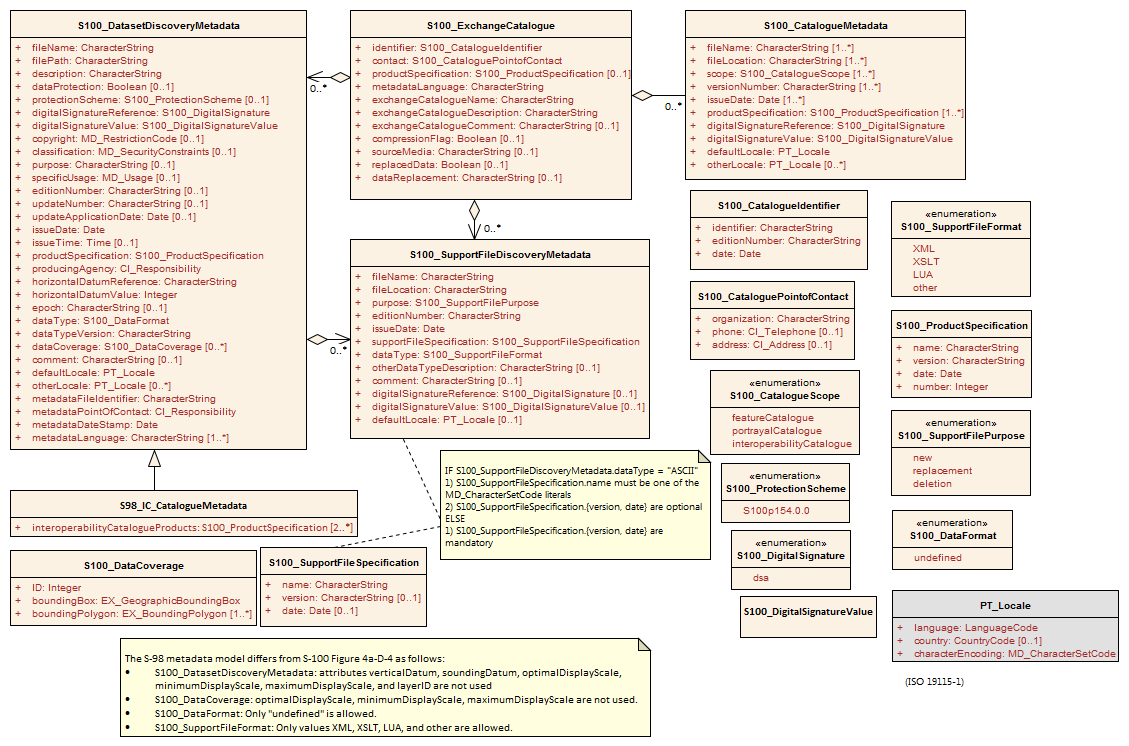 S100_DatasetDiscoveryMetadata
+ fileName: CharacterString
+ filePath: CharacterString
+ description: CharacterString
+ dataProtection: Boolean [0..1]
+ protectionScheme: S100_ProtectionScheme [0..1]
+ digitalSignatureReference: S100_DigitalSignature
+ digitalSignatureValue: S100_DigitalSignatureValue
+ copyright: MD_RestrictionCode [0..1]
+ classification: MD_SecurityConstraints [0..1]
+ purpose: CharacterString [0..1]
+ specificUsage: MD_Usage [0..1]
+ editionNumber: CharacterString [0..1]
+ updateNumber: CharacterString [0..1]
+ updateApplicationDate: Date [0..1]
+ issueDate: Date
+ issueTime: Time [0..1]
+ productSpecification: S100_ProductSpecification
+ producingAgency: CI_Responsibility
+ horizontalDatumReference: CharacterString
+ horizontalDatumValue: Integer
+ epoch: CharacterString [0..1]
+ dataType: S100_DataFormat
+ dataTypeVersion: CharacterString
+ dataCoverage: S100_DataCoverage [0..*]
+ comment: CharacterString [0..1]
+ defaultLocale: PT_Locale
+ otherLocale: PT_Locale [0..*]
+ metadataFileIdentifier: CharacterString
+ metadataPointOfContact: CI_Responsibility
+ metadataDateStamp: Date
+ metadataLanguage: CharacterString [1..*]
0..*
S100_ExchangeCatalogue
+ identifier: S100_CatalogueIdentifier
+ contact: S100_CataloguePointofContact
+ productSpecification: S100_ProductSpecification [0..1]
+ metadataLanguage: CharacterString
+ exchangeCatalogueName: CharacterString
+ exchangeCatalogueDescription: CharacterString
+ exchangeCatalogueComment: CharacterString [0..1]
+ compressionFlag: Boolean [0..1]
+ sourceMedia: CharacterString [0..1]
+ replacedData: Boolean [0..1]
+ dataReplacement: CharacterString [0..1]
0..*
S100_CatalogueMetadata
+ fileName: CharacterString [1..*]
+ fileLocation: CharacterString [1..*]
+ scope: S100_CatalogueScope [1..*]
+ versionNumber: CharacterString [1..*]
+ issueDate: Date [1..*]
+ productSpecification: S100_ProductSpecification [1..*]
+ digitalSignatureReference: S100_DigitalSignature
+ digitalSignatureValue: S100_DigitalSignatureValue
+ defaultLocale: PT_Locale
+ otherLocale: PT_Locale [0..*]
0..*
S100_SupportFileDiscoveryMetadata
+ fileName: CharacterString
+ fileLocation: CharacterString
+ purpose: S100_SupportFilePurpose
+ editionNumber: CharacterString
+ issueDate: Date
+ supportFileSpecification: S100_SupportFileSpecification
+ dataType: S100_SupportFileFormat
+ otherDataTypeDescription: CharacterString [0..1]
+ comment: CharacterString [0..1]
+ digitalSignatureReference: S100_DigitalSignature [0..1]
+ digitalSignatureValue: S100_DigitalSignatureValue [0..1]
+ defaultLocale: PT_Locale [0..1]
0..*
S100_CatalogueIdentifier
+ identifier: CharacterString
+ editionNumber: CharacterString
+ date: Date
«enumeration»
S100_SupportFileFormat
XML
XSLT
LUA
other
S100_CataloguePointofContact
+ organization: CharacterString
+ phone: CI_Telephone [0..1]
+ address: CI_Address [0..1]
S100_ProductSpecification
+ name: CharacterString
+ version: CharacterString
+ date: Date
+ number: Integer
«enumeration»
S100_CatalogueScope
featureCatalogue
portrayalCatalogue
interoperabilityCatalogue
«enumeration»
S100_SupportFilePurpose
new
replacement
deletion
«enumeration»
S100_ProtectionScheme
S100p154.0.0
«enumeration»
S100_DataFormat
undefined
«enumeration»
S100_DigitalSignature
dsa
S100_DigitalSignatureValue
PT_Locale
+ language: LanguageCode
+ country: CountryCode [0..1]
+ characterEncoding: MD_CharacterSetCode
(ISO 19115-1)
IF S100_SupportFileDiscoveryMetadata.dataType = "ASCII"
1) S100_SupportFileSpecification.name must be one of the
MD_CharacterSetCode literals
2) S100_SupportFileSpecification.{version, date} are optional
ELSE
1) S100_SupportFileSpecification.{version, date} are
mandatory
S98_IC_CatalogueMetadata
+ interoperabilityCatalogueProducts: S100_ProductSpecification [2..*]
S100_DataCoverage
+ ID: Integer
+ boundingBox: EX_GeographicBoundingBox
+ boundingPolygon: EX_BoundingPolygon [1..*]
S100_SupportFileSpecification
+ name: CharacterString
+ version: CharacterString [0..1]
+ date: Date [0..1]
The S-98 metadata model differs from S-100 Figure 4a-D-4 as follows:
• S100_DatasetDiscoveryMetadata: attributes verticalDatum, soundingDatum, optimalDisplayScale,
minimumDisplayScale, maximumDisplayScale, and layerID are not used
• S100_DataCoverage: optimalDisplayScale, minimumDisplayScale, maximumDisplayScale are not used.
• S100_DataFormat: Only "undefined" is allowed.
• S100_SupportFileFormat: Only values XML, XSLT, LUA, and other are allowed.